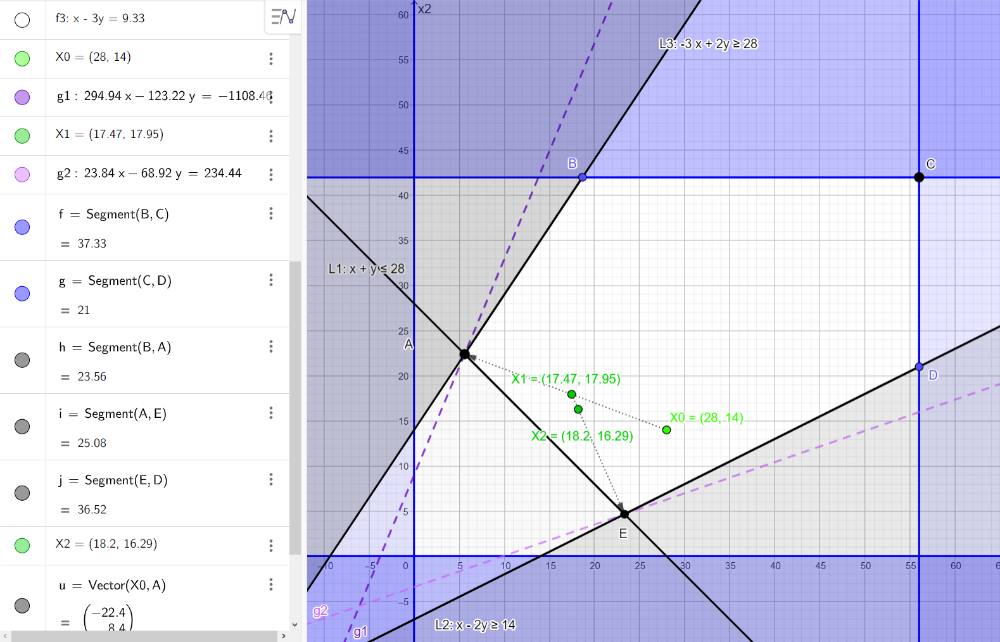 f3: x - 3y = 9.33
X0 = (28, 14)
g1 : 294.94 x − 123.22 y = −1108.46
X1 = (17.47, 17.95)
g2 : 23.84 x − 68.92 y = 234.44
f = Segment(B, C)
= 37.33
g = Segment(C, D)
= 21
h = Segment(B, A)
= 23.56
i = Segment(A, E)
= 25.08
j = Segment(E, D)
= 36.52
X2 = (18.2, 16.29)
u = Vector(X0, A)
= (−22.4
8.4)
x2
60
L3: -3 x + 2y ≥ 28
55
50
45
B
C
40
35
L1: x + y ≤ 28
30
25
A
20
X1 = (17.47, 17.95)
D
15
X0 = (28, 14)
X2 = (18.2, 16.29)
10
5
E
−10 −5 0 5 10 15 20 25 30 35 40 45 50 55 60 6
−5
g2
L2: x - 2y ≥ 14
g1